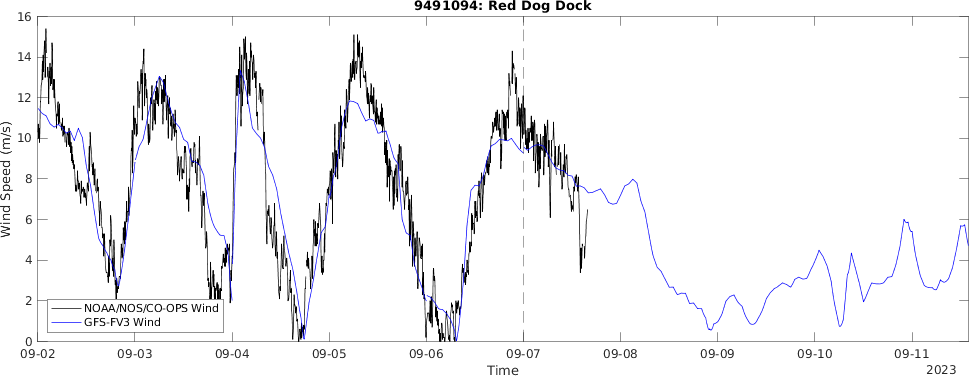 9491094: Red Dog Dock
16
14
12
10
8
6
4
2
0
Wind Speed (m/s)
NOAA/NOS/CO-OPS Wind
GFS-FV3 Wind
09-02 09-03 09-04 09-05 09-06 09-07 09-08 09-09 09-10 09-11
Time
2023